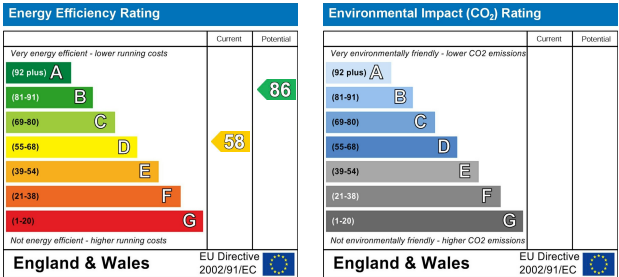 Energy Efficiency Rating
Current Potential
Very energy efficient - lower running costs
(92 plus) A
(81-91) B
(69-80) C
(55-68) D
(39-54) E
(21-38) F
(1-20) G
86
58
Not energy efficient - higher running costs
England & Wales
EU Directive
2002/91/EC
Environmental Impact (CO2) Rating
Current Potential
Very environmentally friendly - lower CO2 emissions
(92 plus) A
(81-91) B
(69-80) C
(55-68) D
(39-54) E
(21-38) F
(1-20) G
Not environmentally friendly - higher CO2 emissions
England & Wales
EU Directive
2002/91/EC